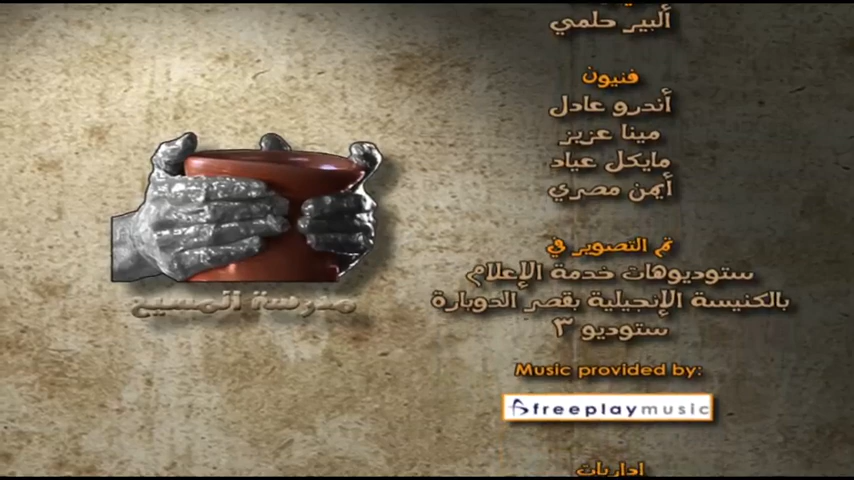 ألبير حلمي
فنيون
أندرو عادل
مينا عزيز
مايكل عياد
أيمن مصري
تم التصوير في
ستوديوهات خدمة الإعلام
بالكنيسة الإنجيلية بقصر الدوبارة
ستوديو ٣
Music provided by:
freeplaymusic
اداريات
مدرسة المسيح